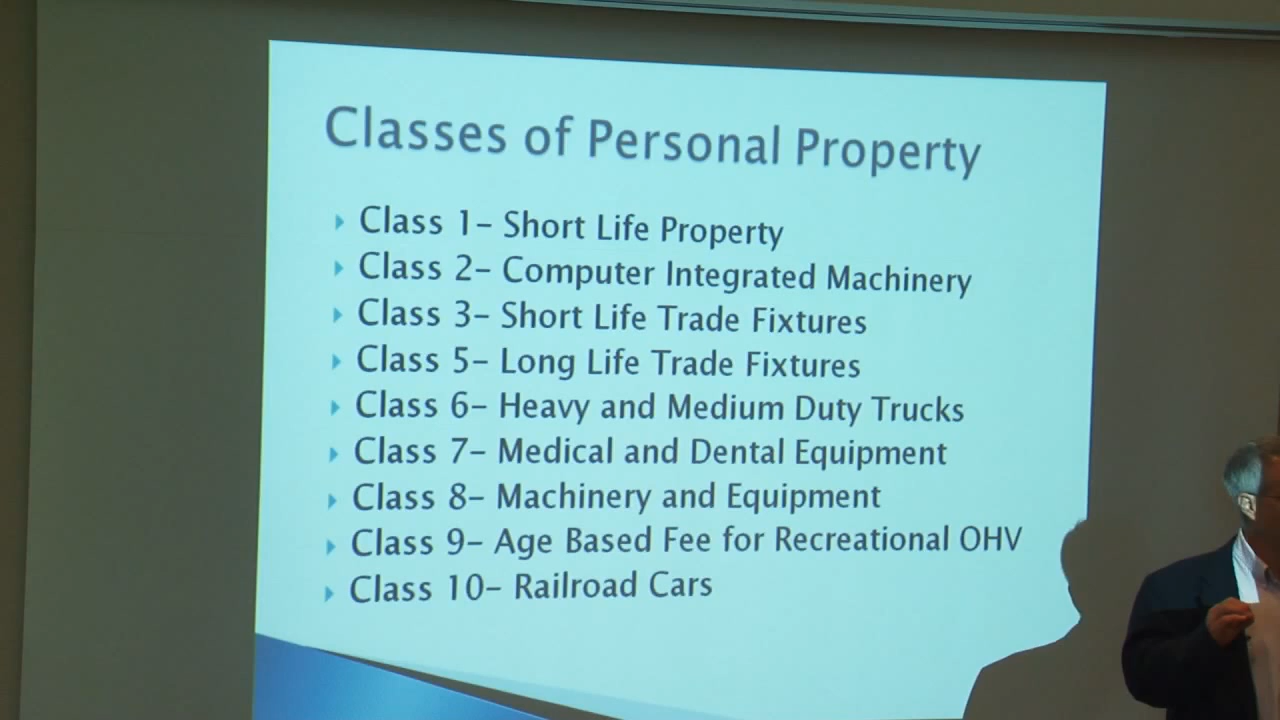 Classes of Personal Property
Class 1- Short Life Property
Class 2- Computer Integrated Machinery
Class 3- Short Life Trade Fixtures
Class 5- Long Life Trade Fixtures
Class 6- Heavy and Medium Duty Trucks
Class 7- Medical and Dental Equipment
Class 8- Machinery and Equipment
Class 9- Age Based Fee for Recreational OHV
Class 10- Railroad Cars